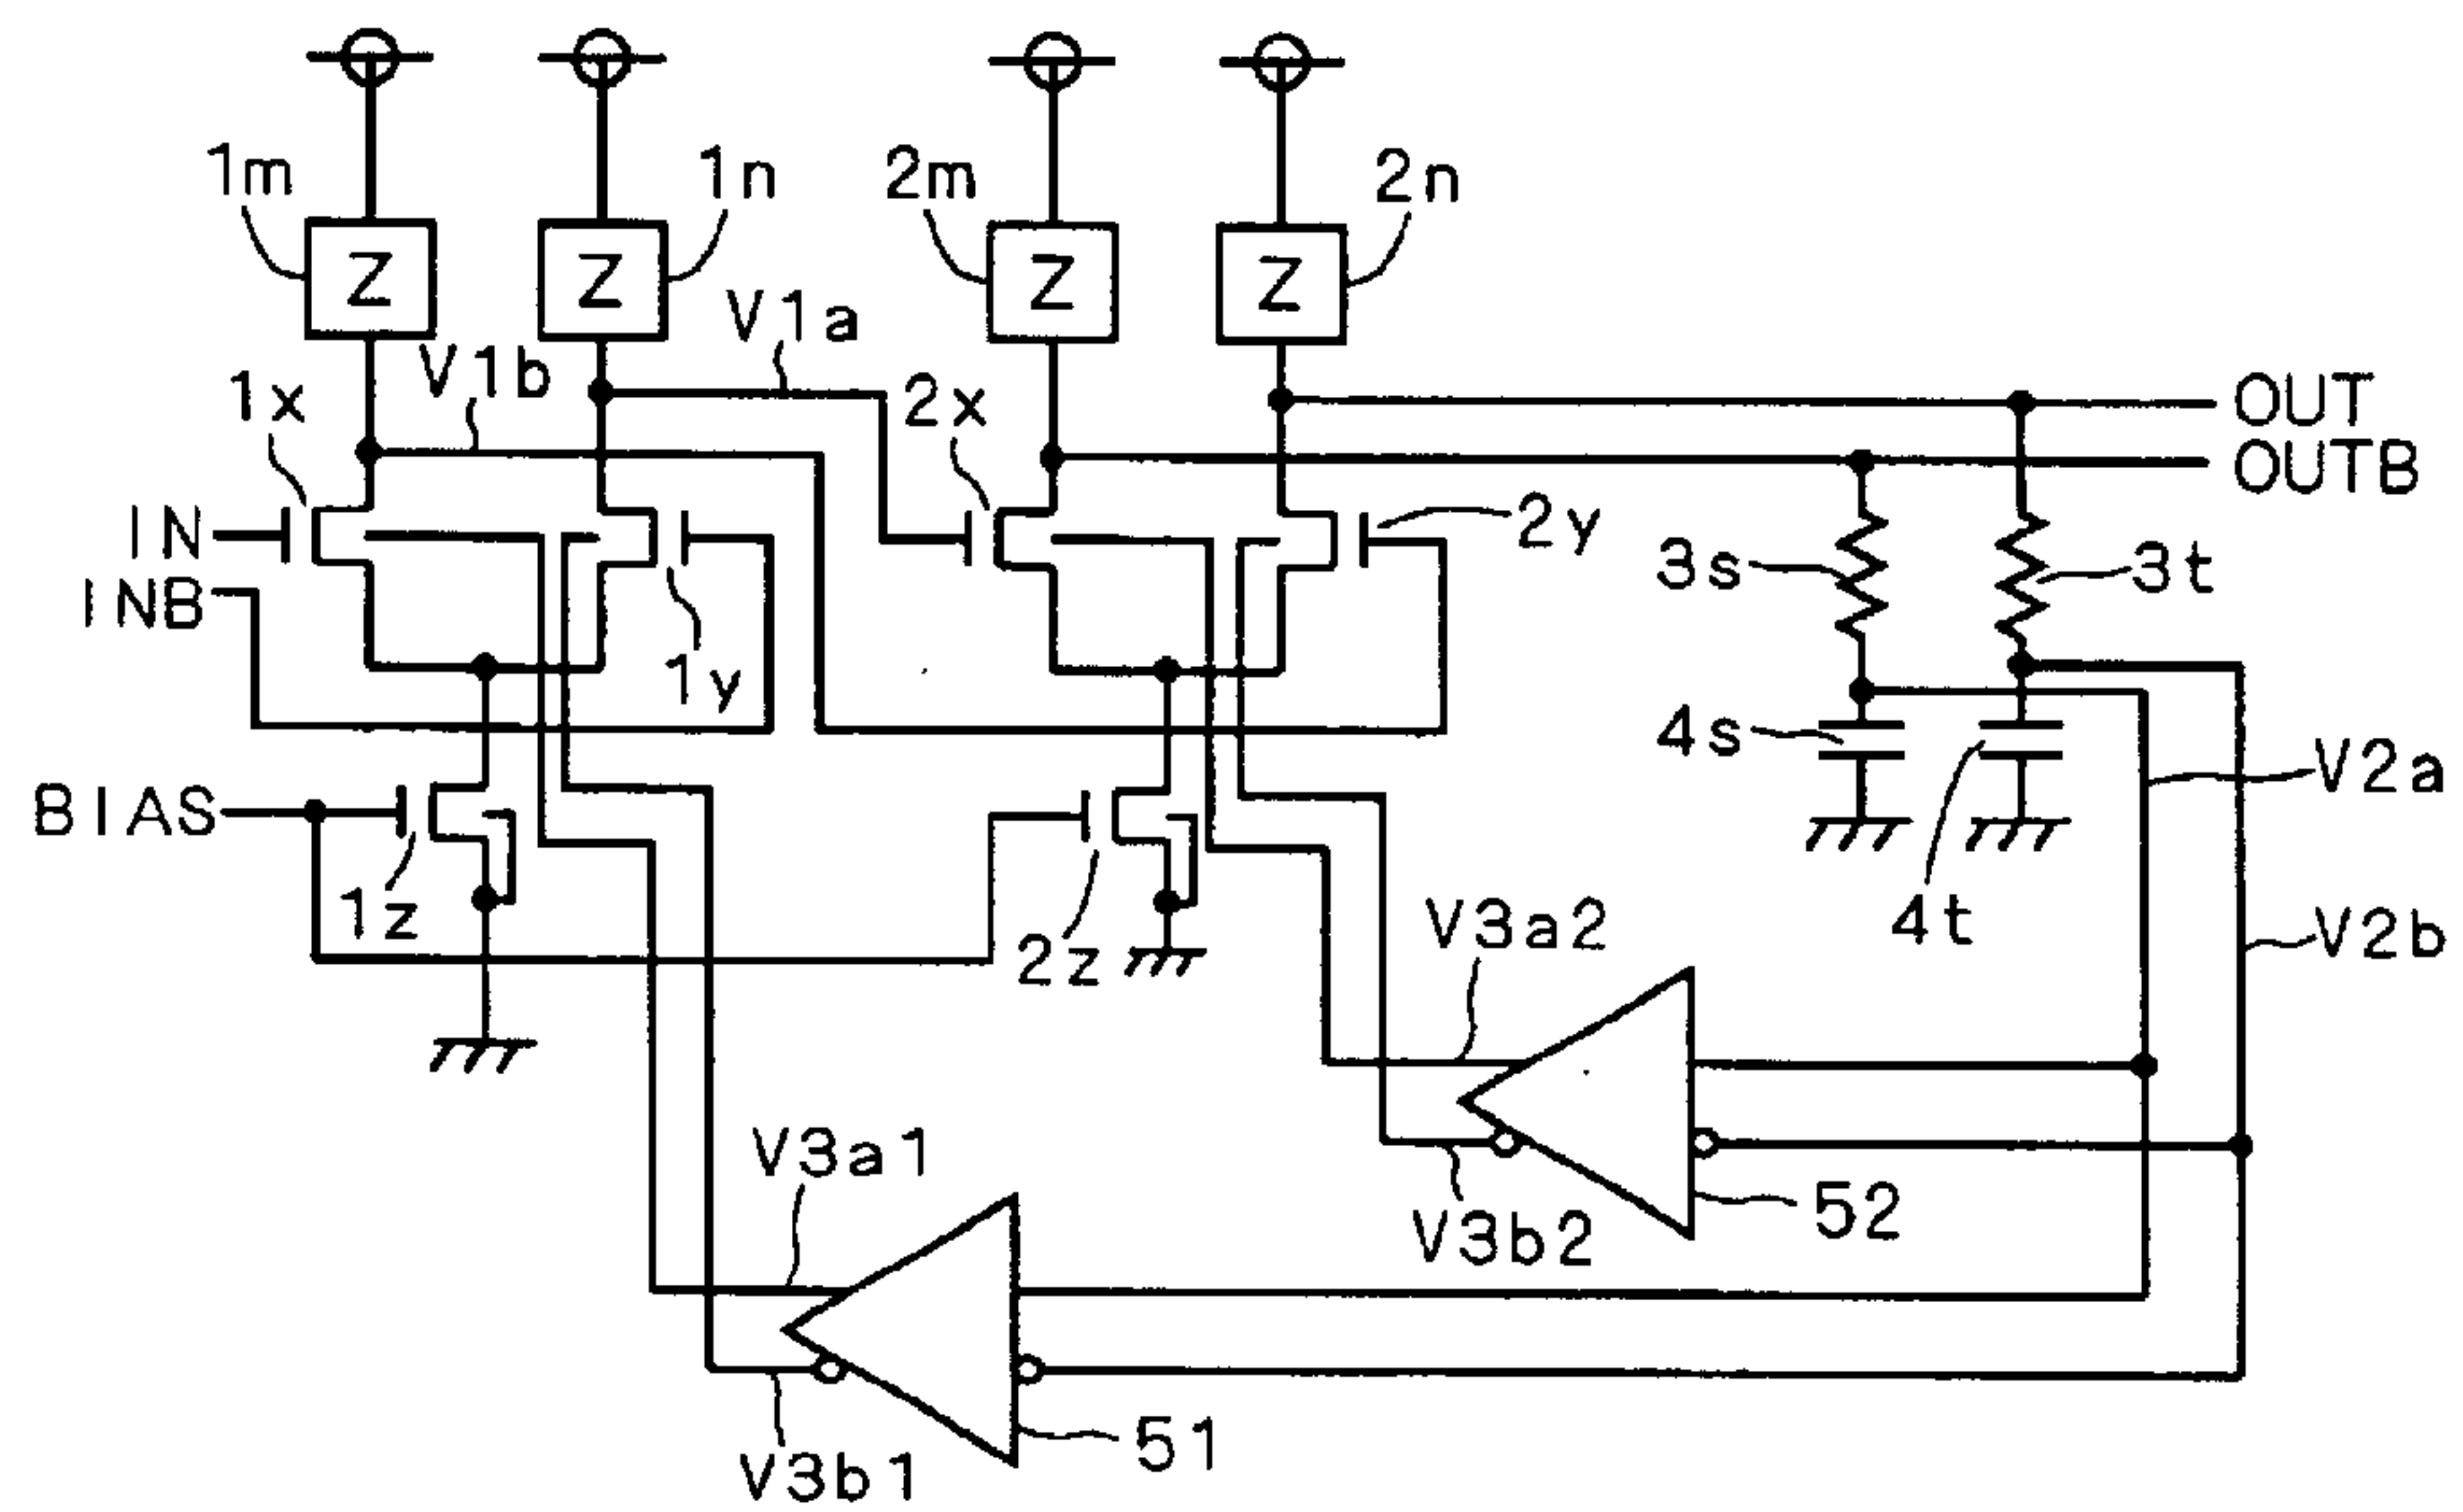 1m
1n
2m
2n
Z
Z
Z
Z
V1a
V1b
1x
2x
OUT
OUTB
IN
INB
2y
3s
3t
1y
4s
V2a
BIAS
1z
2z
V3a2
4t
V2b
V3a1
52
V3b2
51
V3b1